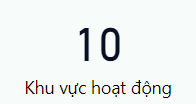 10
Khu vực hoạt động